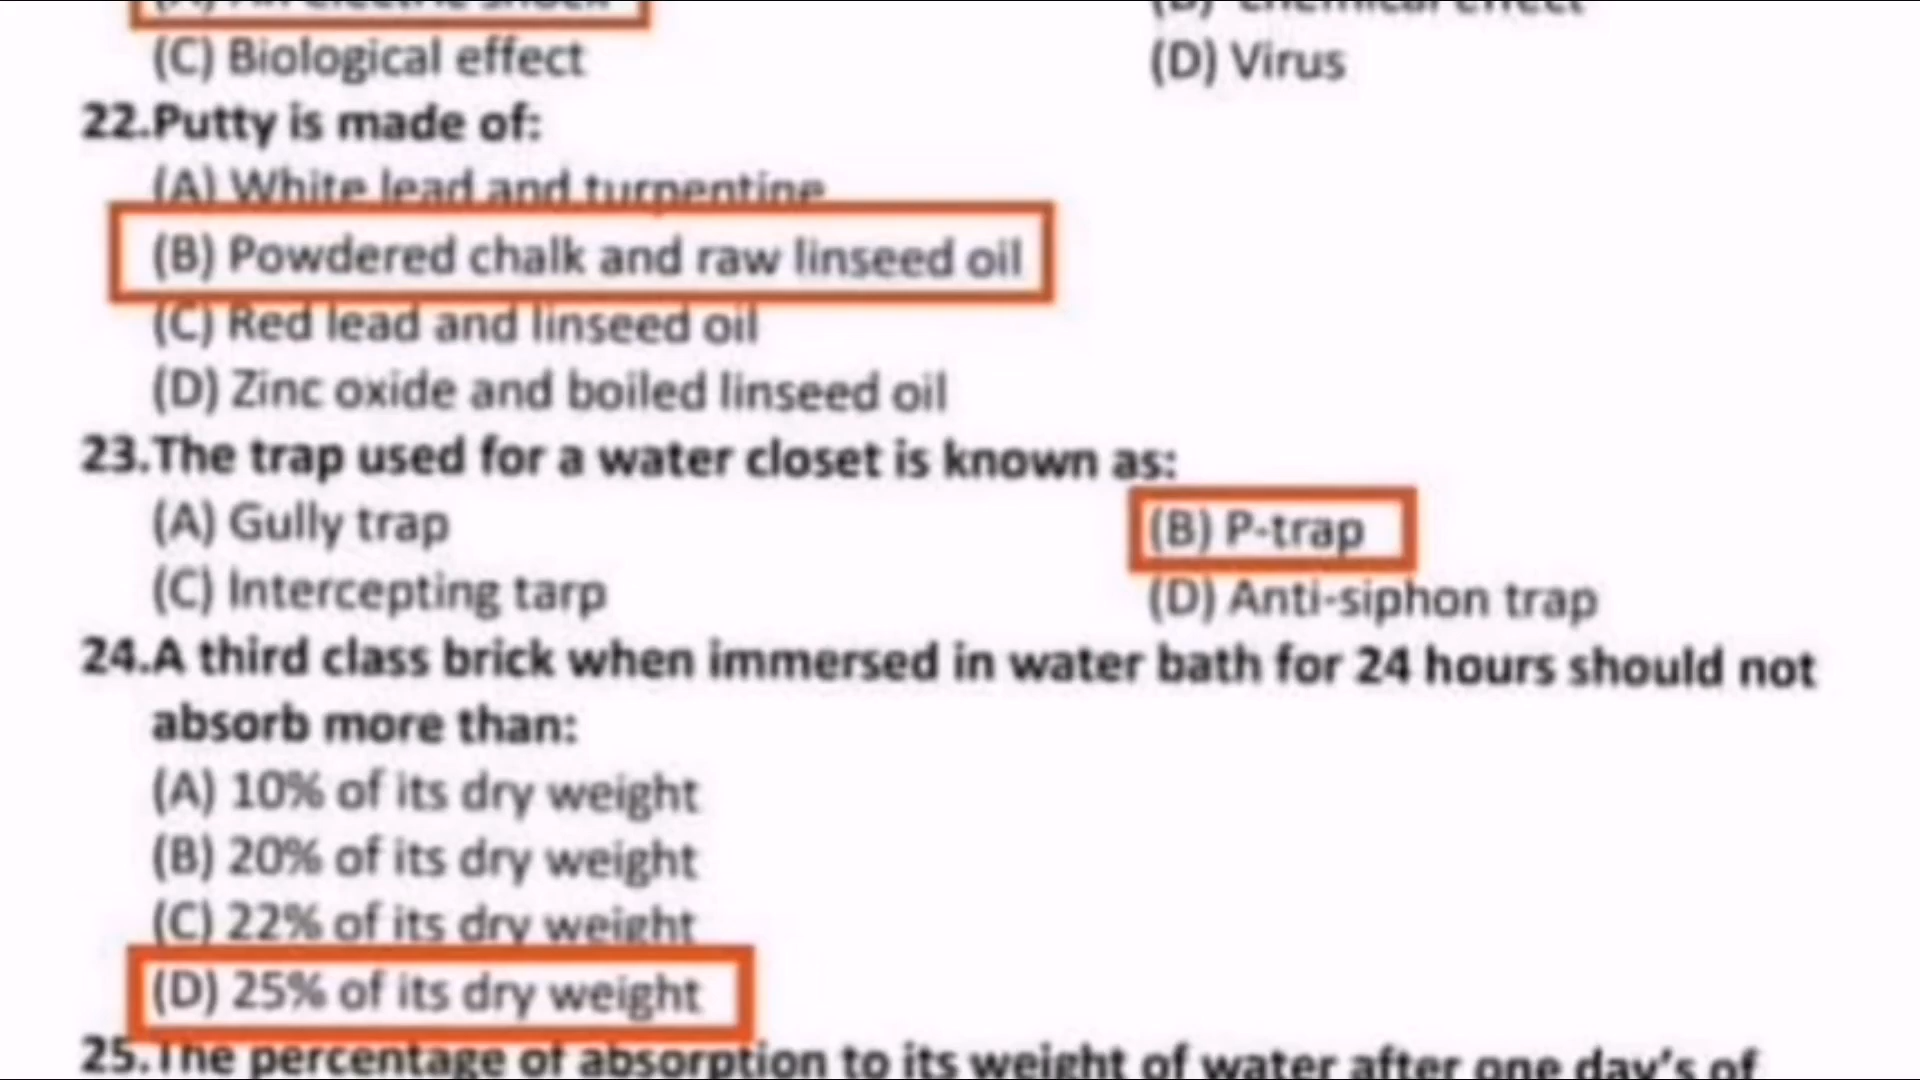 (A) An electric shock (B) chemical effect
(C) Biological effect (D) Virus
22.Putty is made of:
(A) White lead and turpentine
(B) Powdered chalk and raw linseed oil
(C) Red lead and linseed oil
(D) Zinc oxide and boiled linseed oil
23.The trap used for a water closet is known as:
(A) Gully trap (B) P-trap
(C) Intercepting tarp (D) Anti-siphon trap
24.A third class brick when immersed in water bath for 24 hours should not
absorb more than:
(A) 10% of its dry weight
(B) 20% of its dry weight
(C) 22% of its dry weight
(D) 25% of its dry weight
25.The percentage of absorption to its weight of water after one day's of